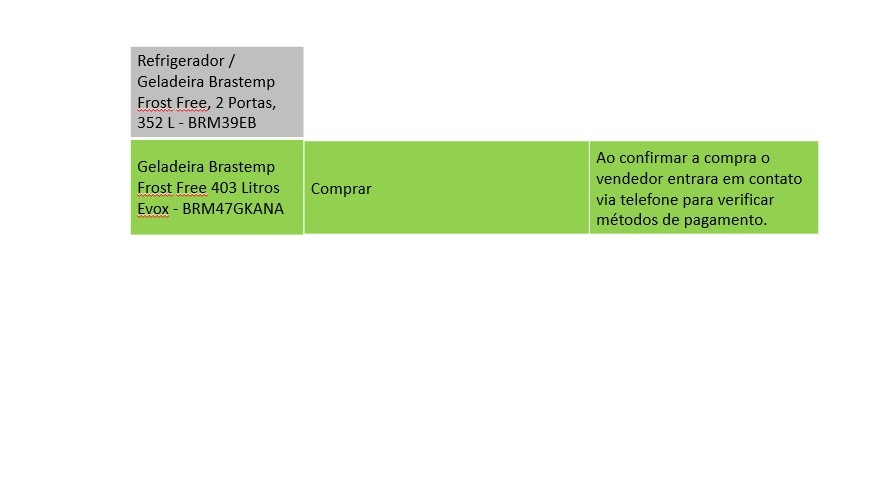 Refrigerador /
Geladeira Brastemp
Frost Free, 2 Portas,
352 L - BRM39EB
Geladeira Brastemp
Frost Free 403 Litros
Evox - BRM47GKANA
Comprar
Ao confirmar a compra o
vendedor entrara em contato
via telefone para verificar
métodos de pagamento.